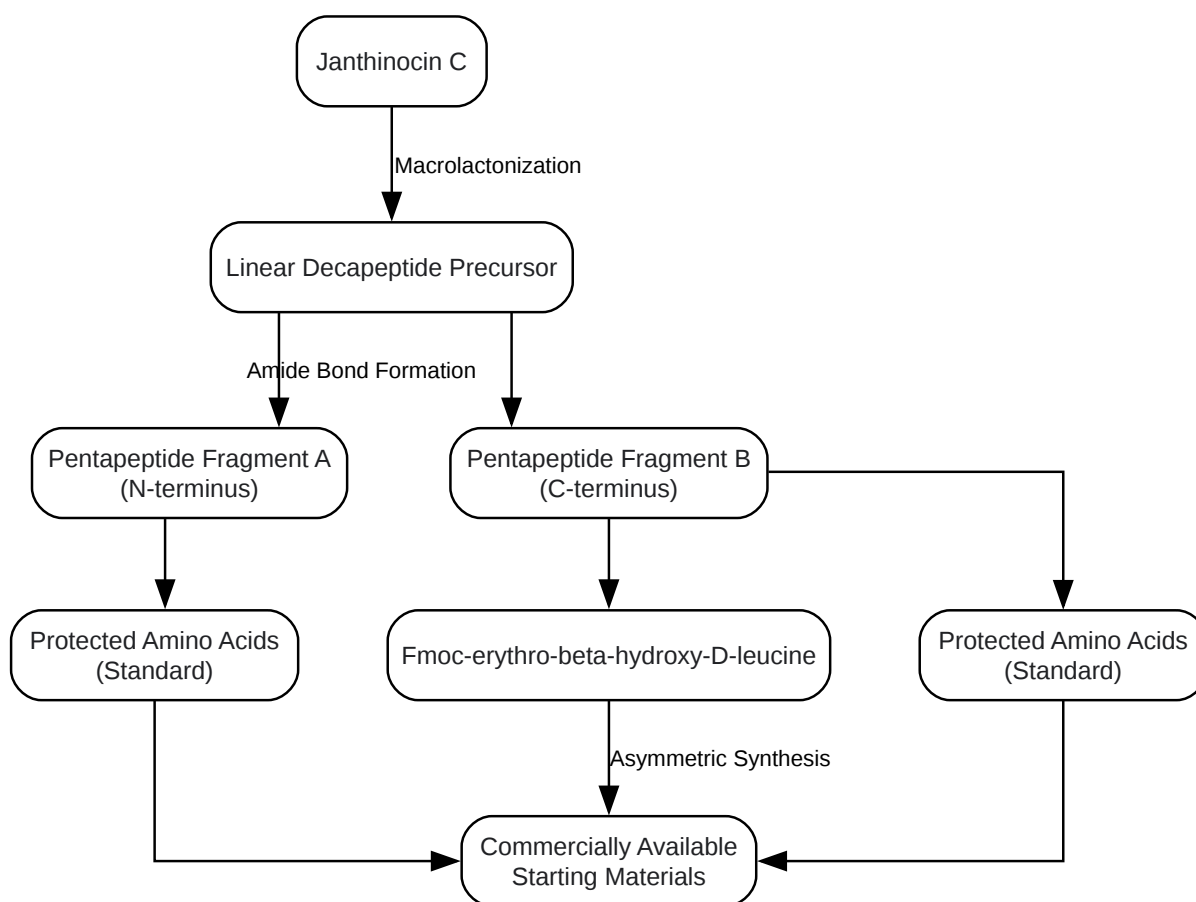 Janthinocin C
Macrolactonization
Linear Decapeptide Precursor
Amide Bond Formation
Pentapeptide Fragment A
(N-terminus)
Pentapeptide Fragment B
(C-terminus)
Protected Amino Acids
(Standard)
Fmoc-erythro-beta-hydroxy-D-leucine
Protected Amino Acids
(Standard)
Asymmetric Synthesis
Commercially Available
Starting Materials